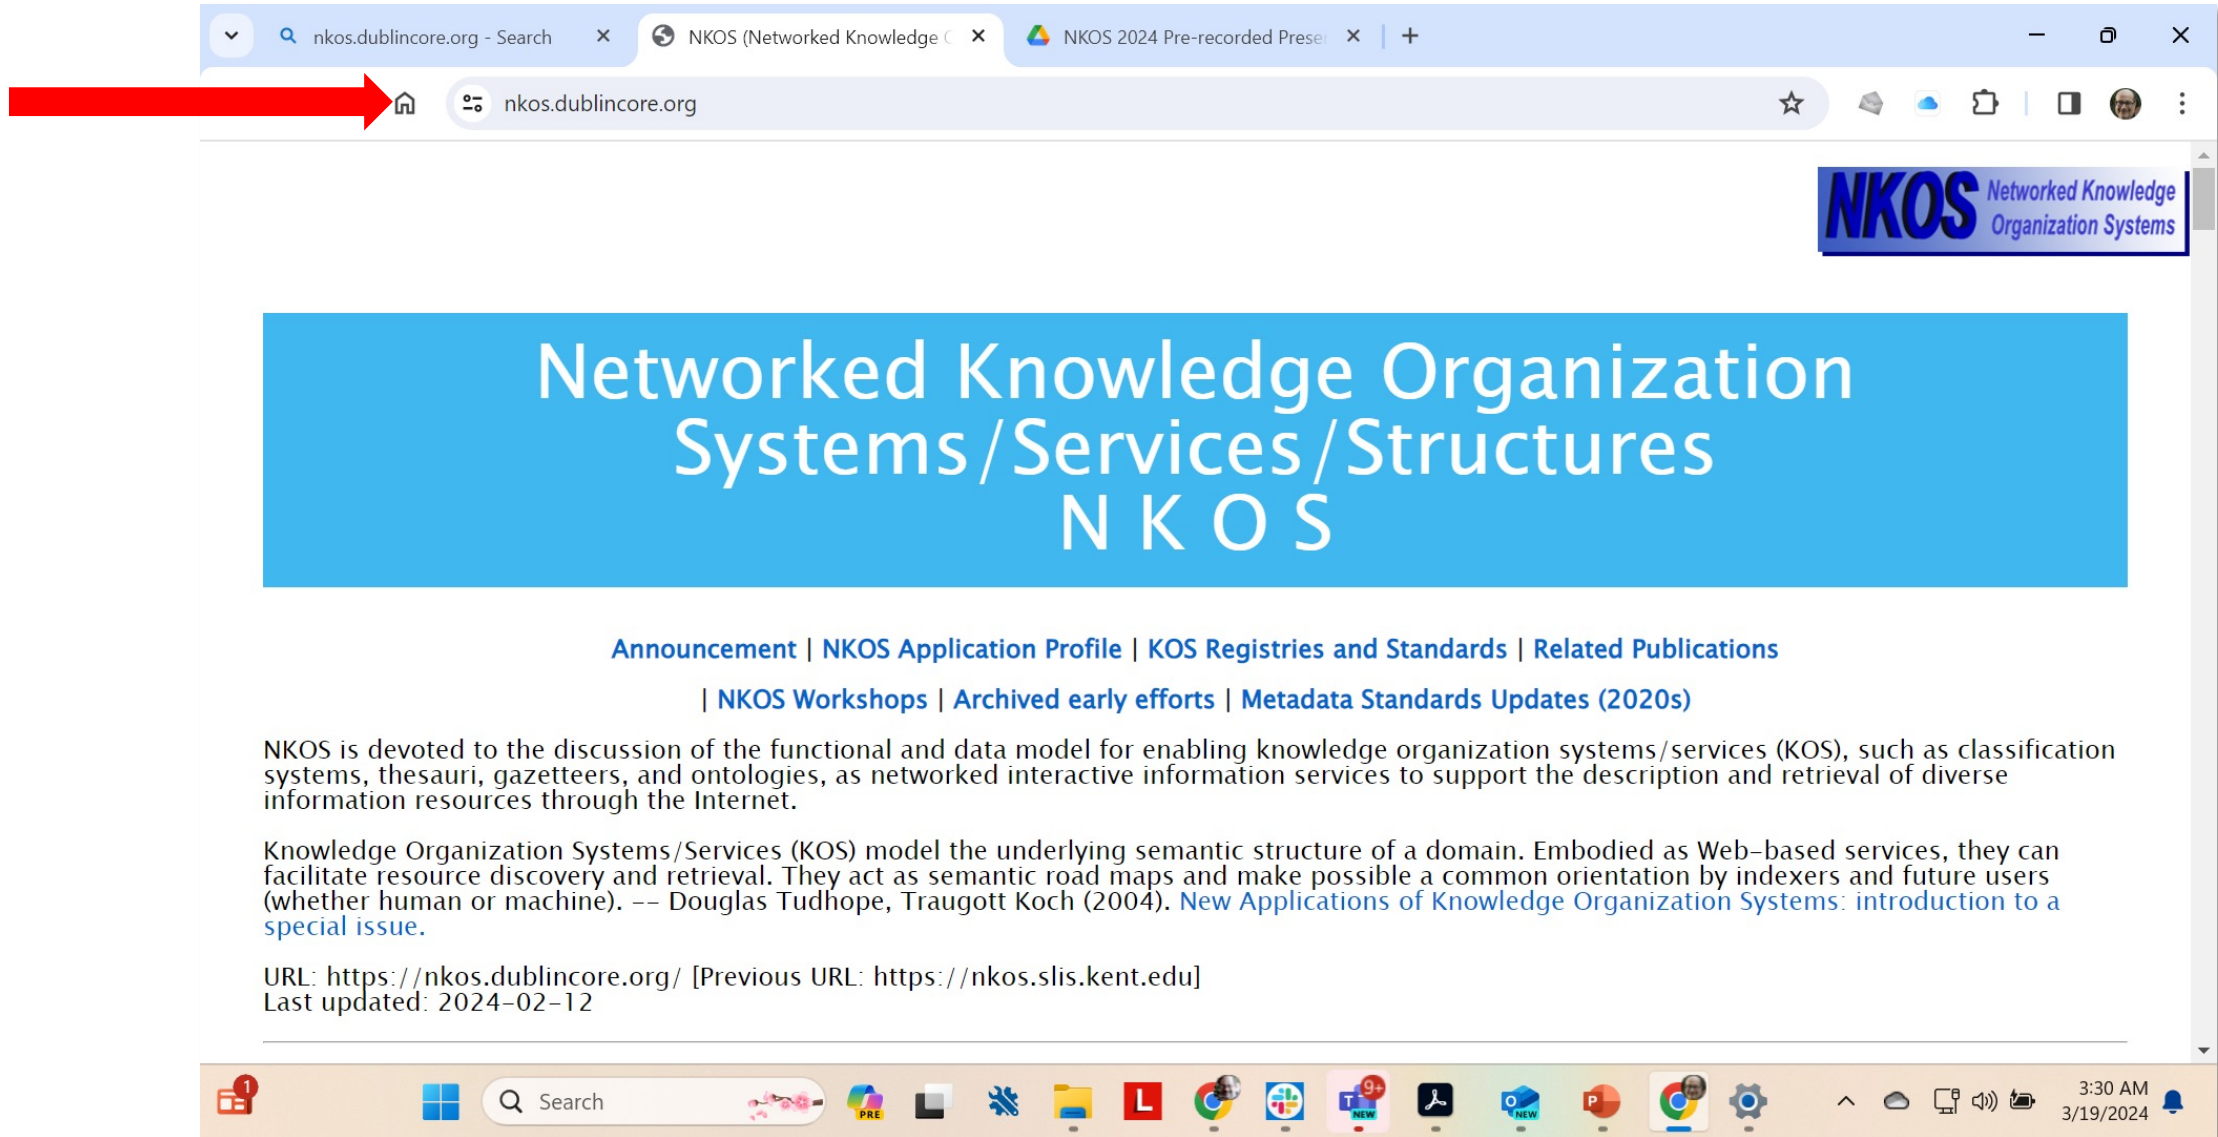 nkos.dublincore.org - Search
NKOS (Networked Knowledge
NKOS 2024 Pre-recorded Prese
nkos.dublincore.org
NKOS Networked Knowledge
Organization Systems
Networked Knowledge Organization
Systems/Services/Structures
N K O S
Announcement | NKOS Application Profile | KOS Registries and Standards | Related Publications
| NKOS Workshops | Archived early efforts | Metadata Standards Updates (2020s)
NKOS is devoted to the discussion of the functional and data model for enabling knowledge organization systems/services (KOS), such as classification
systems, thesauri, gazetteers, and ontologies, as networked interactive information services to support the description and retrieval of diverse
information resources through the Internet.
Knowledge Organization Systems/Services (KOS) model the underlying semantic structure of a domain. Embodied as Web-based services, they can
facilitate resource discovery and retrieval. They act as semantic road maps and make possible a common orientation by indexers and future users
(whether human or machine). -- Douglas Tudhope, Traugott Koch (2004). New Applications of Knowledge Organization Systems: introduction to a
special issue.
URL: https://nkos.dublincore.org/ [Previous URL: https://nkos.slis.kent.edu]
Last updated: 2024-02-12
1
Search
PRE
L
T
9+
NEW
O
NEW
P
3:30 AM
3/19/2024